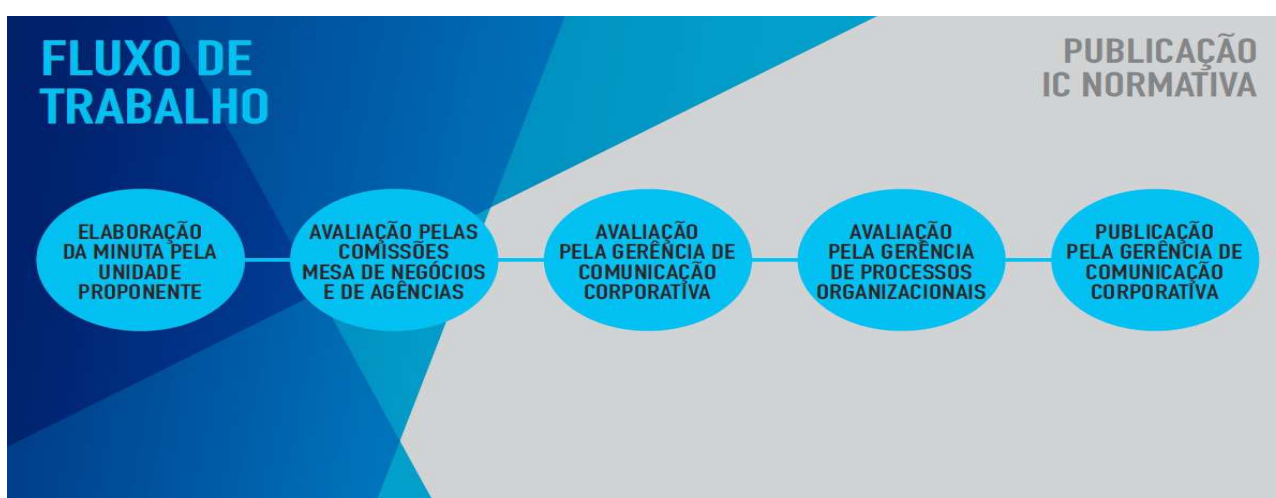 FLUXO DE
TRABALHO
PUBLICAÇÃO
IC NORMATIVA
ELABORAÇÃO
DA MINUTA PELA
UNIDADE
PROPONENTE
AVALIAÇÃO PELAS
COMISSÕES
MESA DE NEGÓCIOS
E DE AGÊNCIAS
AVALIAÇÃO
PELA GERÊNCIA DE
COMUNICAÇÃO
CORPORATIVA
AVALIAÇÃO
PELA GERÊNCIA
DE PROCESSOS
ORGANIZACIONAIS
PUBLICAÇÃO
PELA GERÊNCIA DE
COMUNICAÇÃO
CORPORATIVA